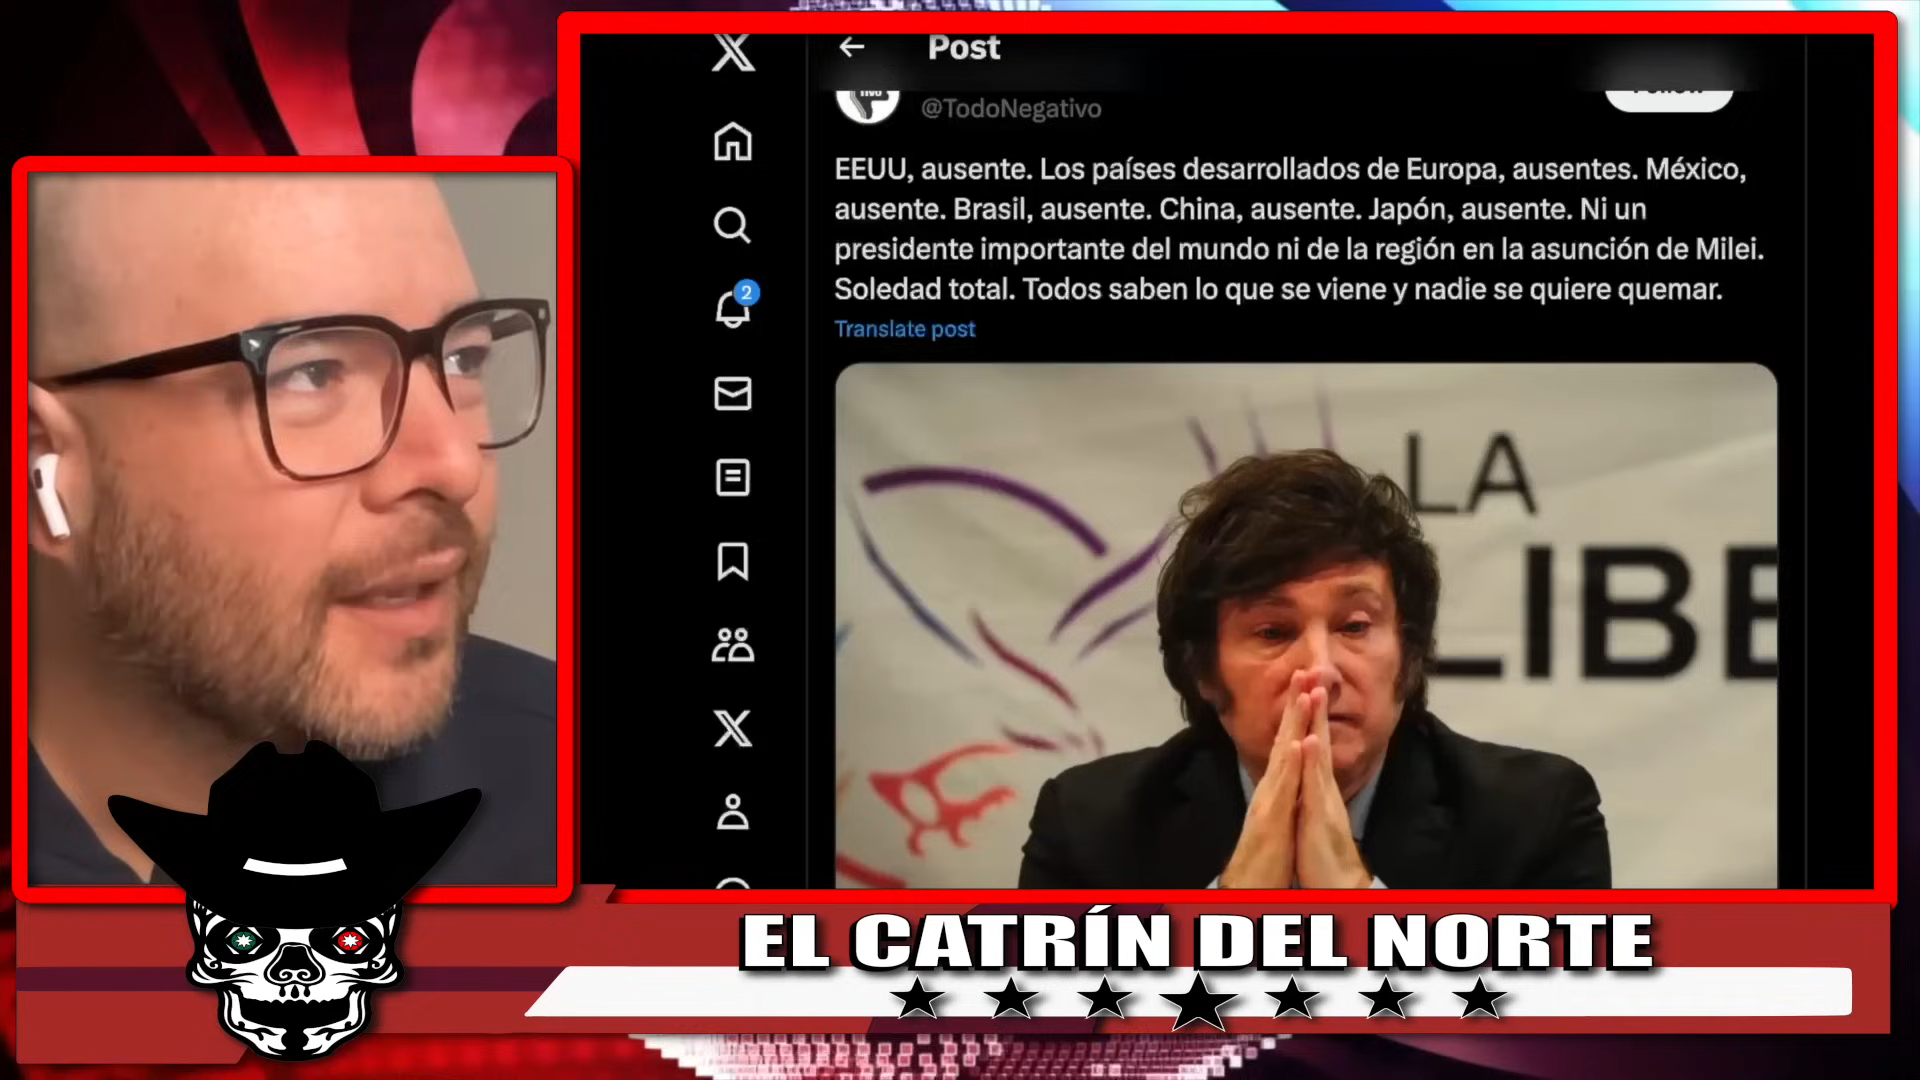 Post
@TodoNegativo
EEUU, ausente. Los países desarrollados de Europa, ausentes. México,
ausente. Brasil, ausente. China, ausente. Japón, ausente. Ni un
presidente importante del mundo ni de la región en la asunción de Milei.
Soledad total. Todos saben lo que se viene y nadie se quiere quemar.
Translate post
2
LA
LIBE
EL CATRÍN DEL NORTE